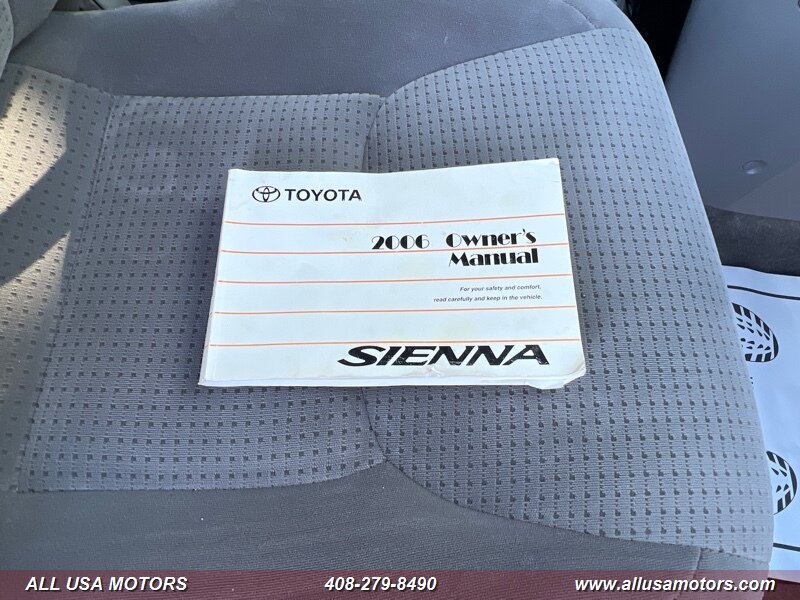 TOYOTA
2006 Owner's
Manual
For your safety and comfort,
read carefully and keep in the vehicle.
SIENNA
ALL USA MOTORS 408-279-8490 www.allusamotors.com